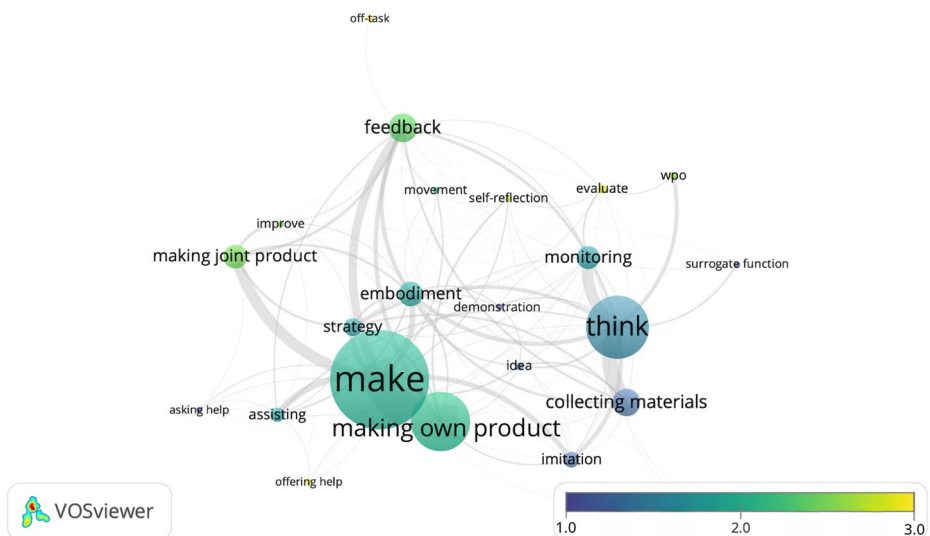 off-task
feedback
wpo
movement
self-reflection
evaluate
improve
making joint product
monitoring
surrogate function
embodiment
demonstration
strategy
think
idea
make
collecting materials
asking help
assisting
making own product
imitation
offering help
VOSviewer
1.0
2.0
3.0